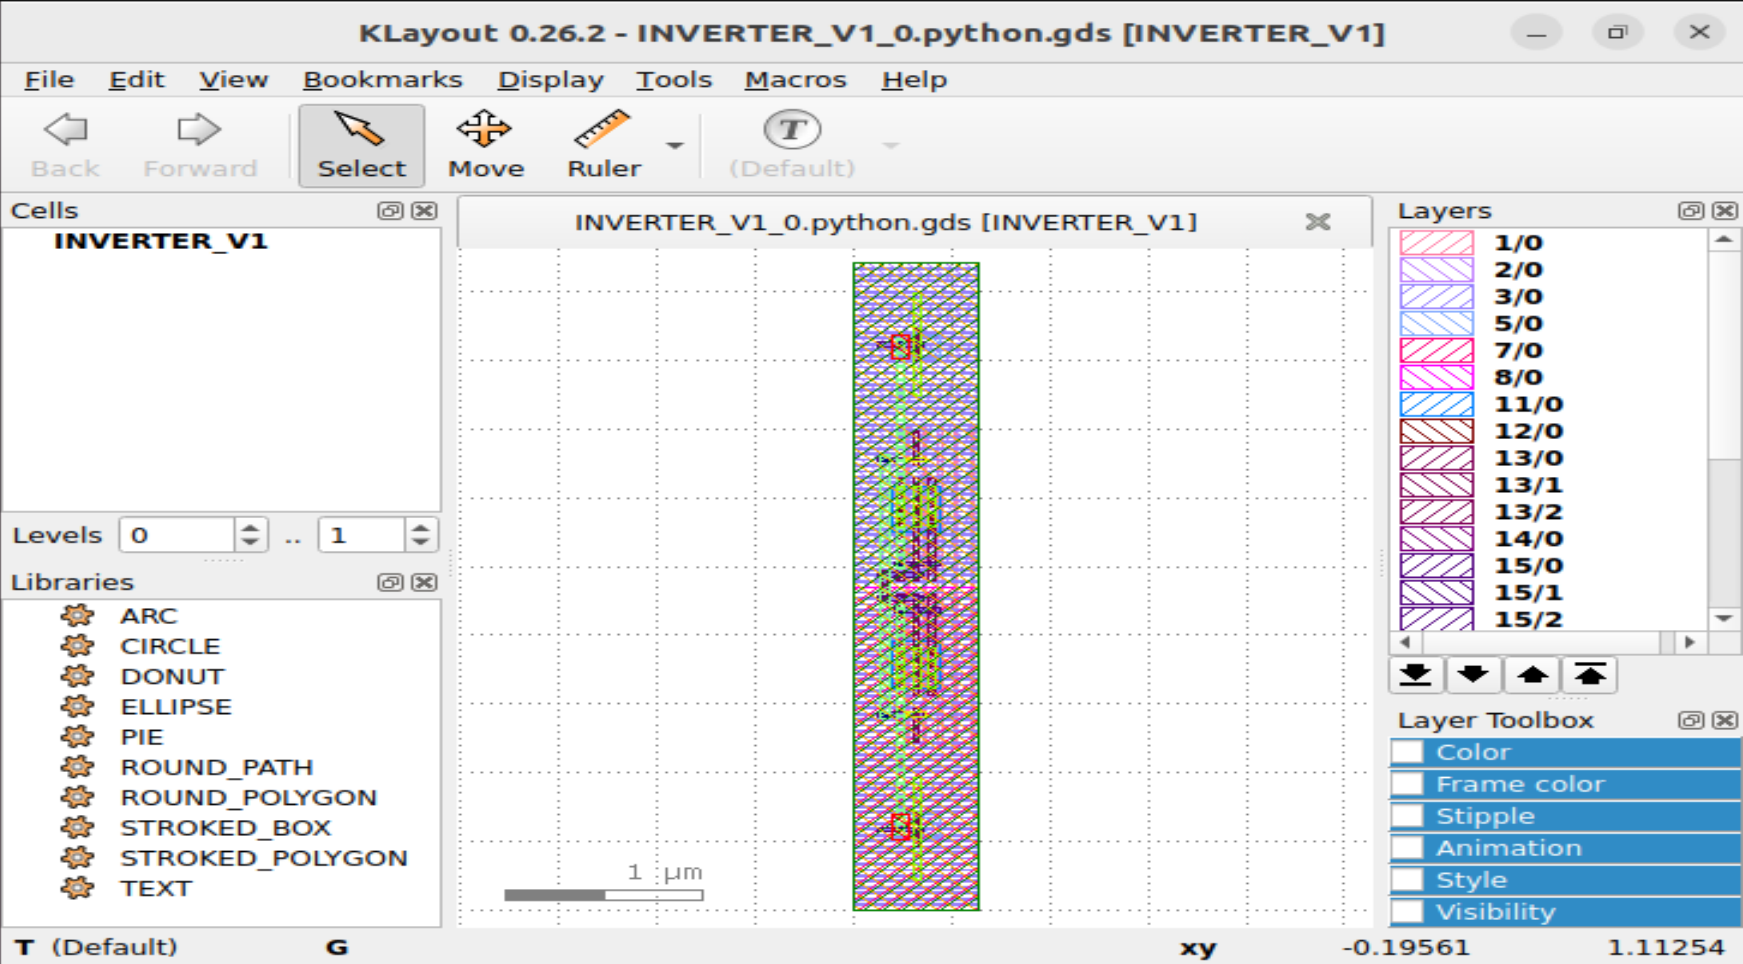 KLayout 0.26.2 - INVERTER_V1_0.python.gds [INVERTER_V1]
File Edit View Bookmarks Display Tools Macros Help
Back Forward Select Move Ruler T (Default)
Cells
INVERTER_V1
Levels 0 .. 1
Libraries
ARC
CIRCLE
DONUT
ELLIPSE
PIE
ROUND_PATH
ROUND_POLYGON
STROKED_BOX
STROKED_POLYGON
TEXT
INVERTER_V1_0.python.gds [INVERTER_V1]
1 µm
Layers
1/0
2/0
3/0
5/0
7/0
8/0
11/0
12/0
13/0
13/1
13/2
14/0
15/0
15/1
15/2
Layer Toolbox
Color
Frame color
Stipple
Animation
Style
Visibility
T (Default) G xy -0.19561 1.11254